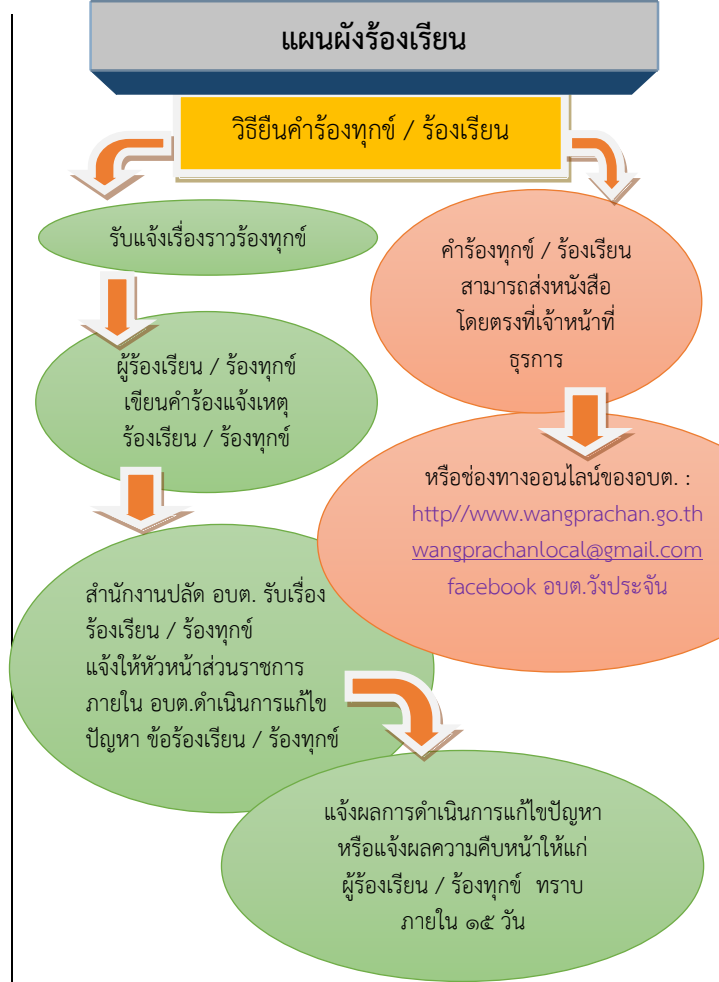 แผนผังร้องเรียน
วิธียืนคำร้องทุกข์ / ร้องเรียน
รับแจ้งเรื่องราวร้องทุกข์
ผู้ร้องเรียน / ร้องทุกข์
เขียนคำร้องแจ้งเหตุ
ร้องเรียน / ร้องทุกข์
สำนักงานปลัด อบต. รับเรื่อง
ร้องเรียน / ร้องทุกข์
แจ้งให้หัวหน้าส่วนราชการ
ภายใน อบต.ดำเนินการแก้ไข
ปัญหา ข้อร้องเรียน / ร้องทุกข์
แจ้งผลการดำเนินการแก้ไขปัญหา
หรือแจ้งผลความคืบหน้าให้แก่
ผู้ร้องเรียน / ร้องทุกข์ ทราบ
ภายใน ๑๕ วัน
คำร้องทุกข์ / ร้องเรียน
สามารถส่งหนังสือ
โดยตรงที่เจ้าหน้าที่
ธุรการ
หรือช่องทางออนไลน์ของอบต. :
http//www.wangprachan.go.th
wangprachanlocal@gmail.com
facebook อบต.วังประจัน